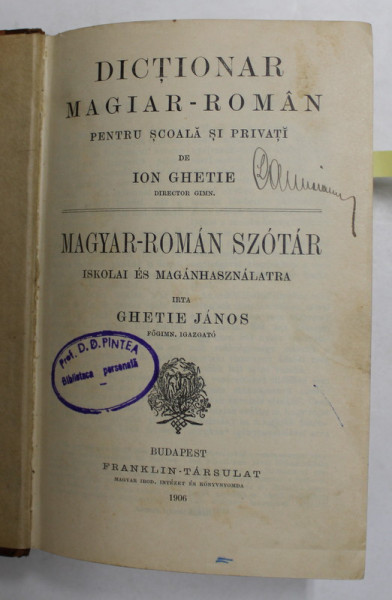 DICȚIONAR
MAGIAR-ROMÂN
PENTRU ȘCOALĂ ȘI PRIVAȚĬ
DE
ION GHETIE
DIRECTOR GIMN.
MAGYAR-ROMÁN SZÓTÁR
ISKOLAI ÉS MAGÁNHASZNÁLATRA
IRTA
GHETIE JÁNOS
FŐGIMN. IGAZGATÓ
Prof. D. D. PINTEA
Biblioteca personală
BUDAPEST
FRANKLIN-TÁRSULAT
MAGYAR IROD. INTÉZET ÉS KÖNYVNYOMDA
1906